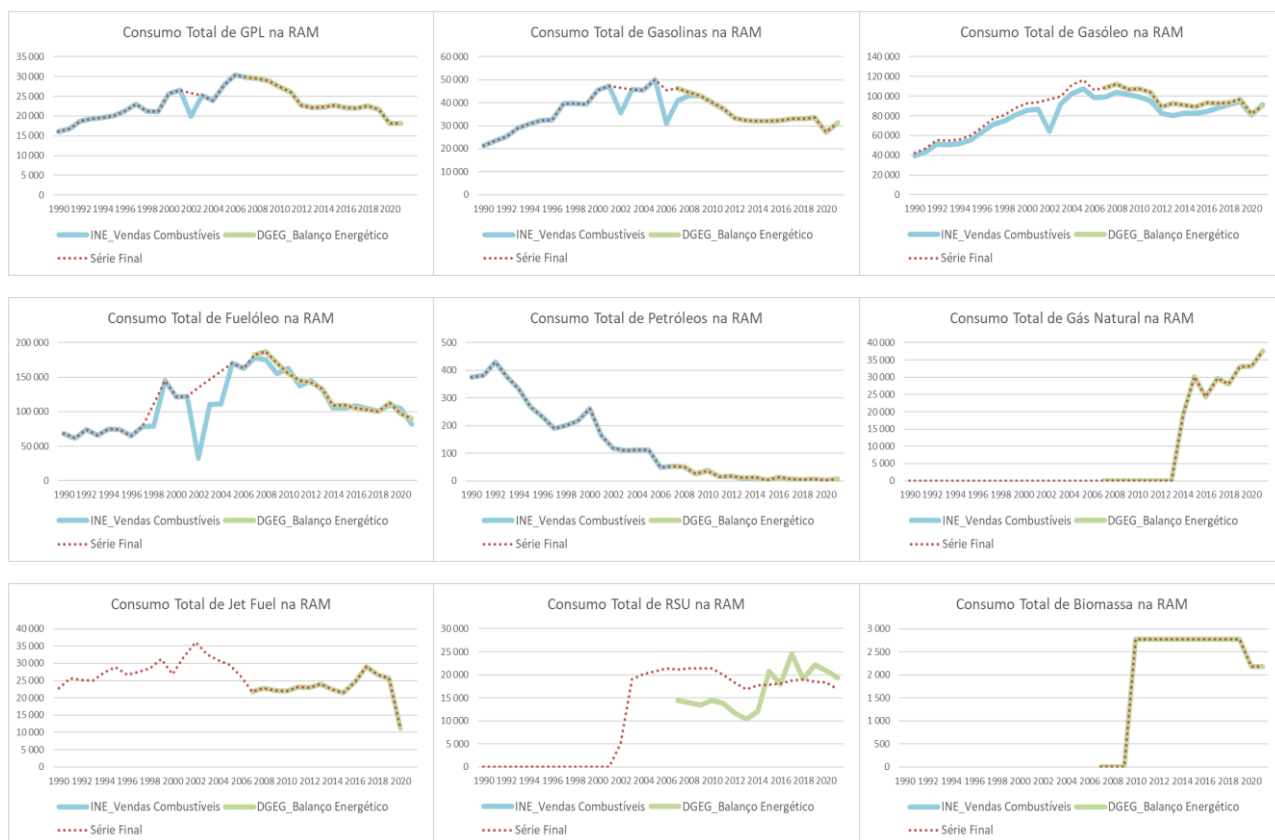 Consumo Total de GPL na RAM
35 000
30 000
25 000
20 000
15 000
10 000
5 000
0
1990 1992 1994 1996 1998 2000 2002 2004 2006 2008 2010 2012 2014 2016 2018 2020
INE_Vendas Combustíveis DGEG_Balanço Energético
Série Final
Consumo Total de Gasolinas na RAM
60 000
50 000
40 000
30 000
20 000
10 000
0
1990 1992 1994 1996 1998 2000 2002 2004 2006 2008 2010 2012 2014 2016 2018 2020
INE_Vendas Combustíveis DGEG_Balanço Energético
Série Final
Consumo Total de Gasóleo na RAM
140 000
120 000
100 000
80 000
60 000
40 000
20 000
0
1990 1992 1994 1996 1998 2000 2002 2004 2006 2008 2010 2012 2014 2016 2018 2020
INE_Vendas Combustíveis DGEG_Balanço Energético
Série Final
Consumo Total de Fuelóleo na RAM
200 000
150 000
100 000
50 000
0
1990 1992 1994 1996 1998 2000 2002 2004 2006 2008 2010 2012 2014 2016 2018 2020
INE_Vendas Combustíveis DGEG_Balanço Energético
Série Final
Consumo Total de Petróleos na RAM
500
400
300
200
100
0
1990 1992 1994 1996 1998 2000 2002 2004 2006 2008 2010 2012 2014 2016 2018 2020
INE_Vendas Combustíveis DGEG_Balanço Energético
Série Final
Consumo Total de Gás Natural na RAM
40 000
35 000
30 000
25 000
20 000
15 000
10 000
5 000
0
1990 1992 1994 1996 1998 2000 2002 2004 2006 2008 2010 2012 2014 2016 2018 2020
INE_Vendas Combustíveis DGEG_Balanço Energético
Série Final
Consumo Total de Jet Fuel na RAM
40 000
35 000
30 000
25 000
20 000
15 000
10 000
5 000
0
1990 1992 1994 1996 1998 2000 2002 2004 2006 2008 2010 2012 2014 2016 2018 2020
INE_Vendas Combustíveis DGEG_Balanço Energético
Série Final
Consumo Total de RSU na RAM
30 000
25 000
20 000
15 000
10 000
5 000
0
1990 1992 1994 1996 1998 2000 2002 2004 2006 2008 2010 2012 2014 2016 2018 2020
INE_Vendas Combustíveis DGEG_Balanço Energético
Série Final
Consumo Total de Biomassa na RAM
3 000
2 500
2 000
1 500
1 000
500
0
1990 1992 1994 1996 1998 2000 2002 2004 2006 2008 2010 2012 2014 2016 2018 2020
INE_Vendas Combustíveis DGEG_Balanço Energético
Série Final